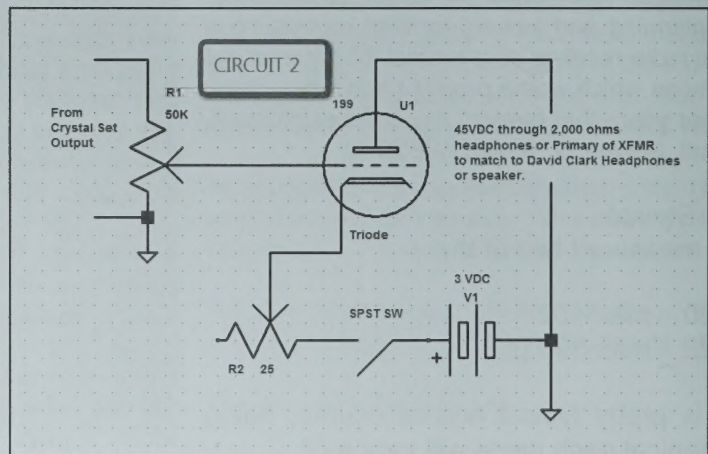 CIRCUIT 2
R1
50K
From
Crystal Set
Output
199
U1
Triode
45VDC through 2,000 ohms
headphones or Primary of XFMR
to match to David Clark Headphones
or speaker.
3 VDC
V1
SPST SW
+
R2 25